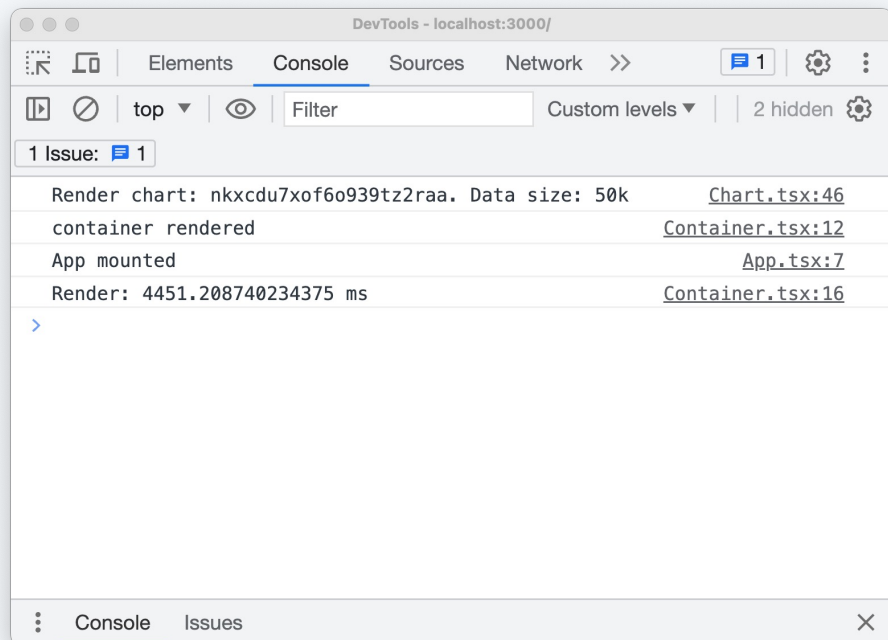 DevTools - localhost:3000/
Elements Console Sources Network 1
top Filter Custom levels 2 hidden
1 Issue: 1
Render chart: nkxcdu7xof6o939tz2raa. Data size: 50k Chart.tsx:46
container rendered Container.tsx:12
App mounted App.tsx:7
Render: 4451.208740234375 ms Container.tsx:16
Console Issues